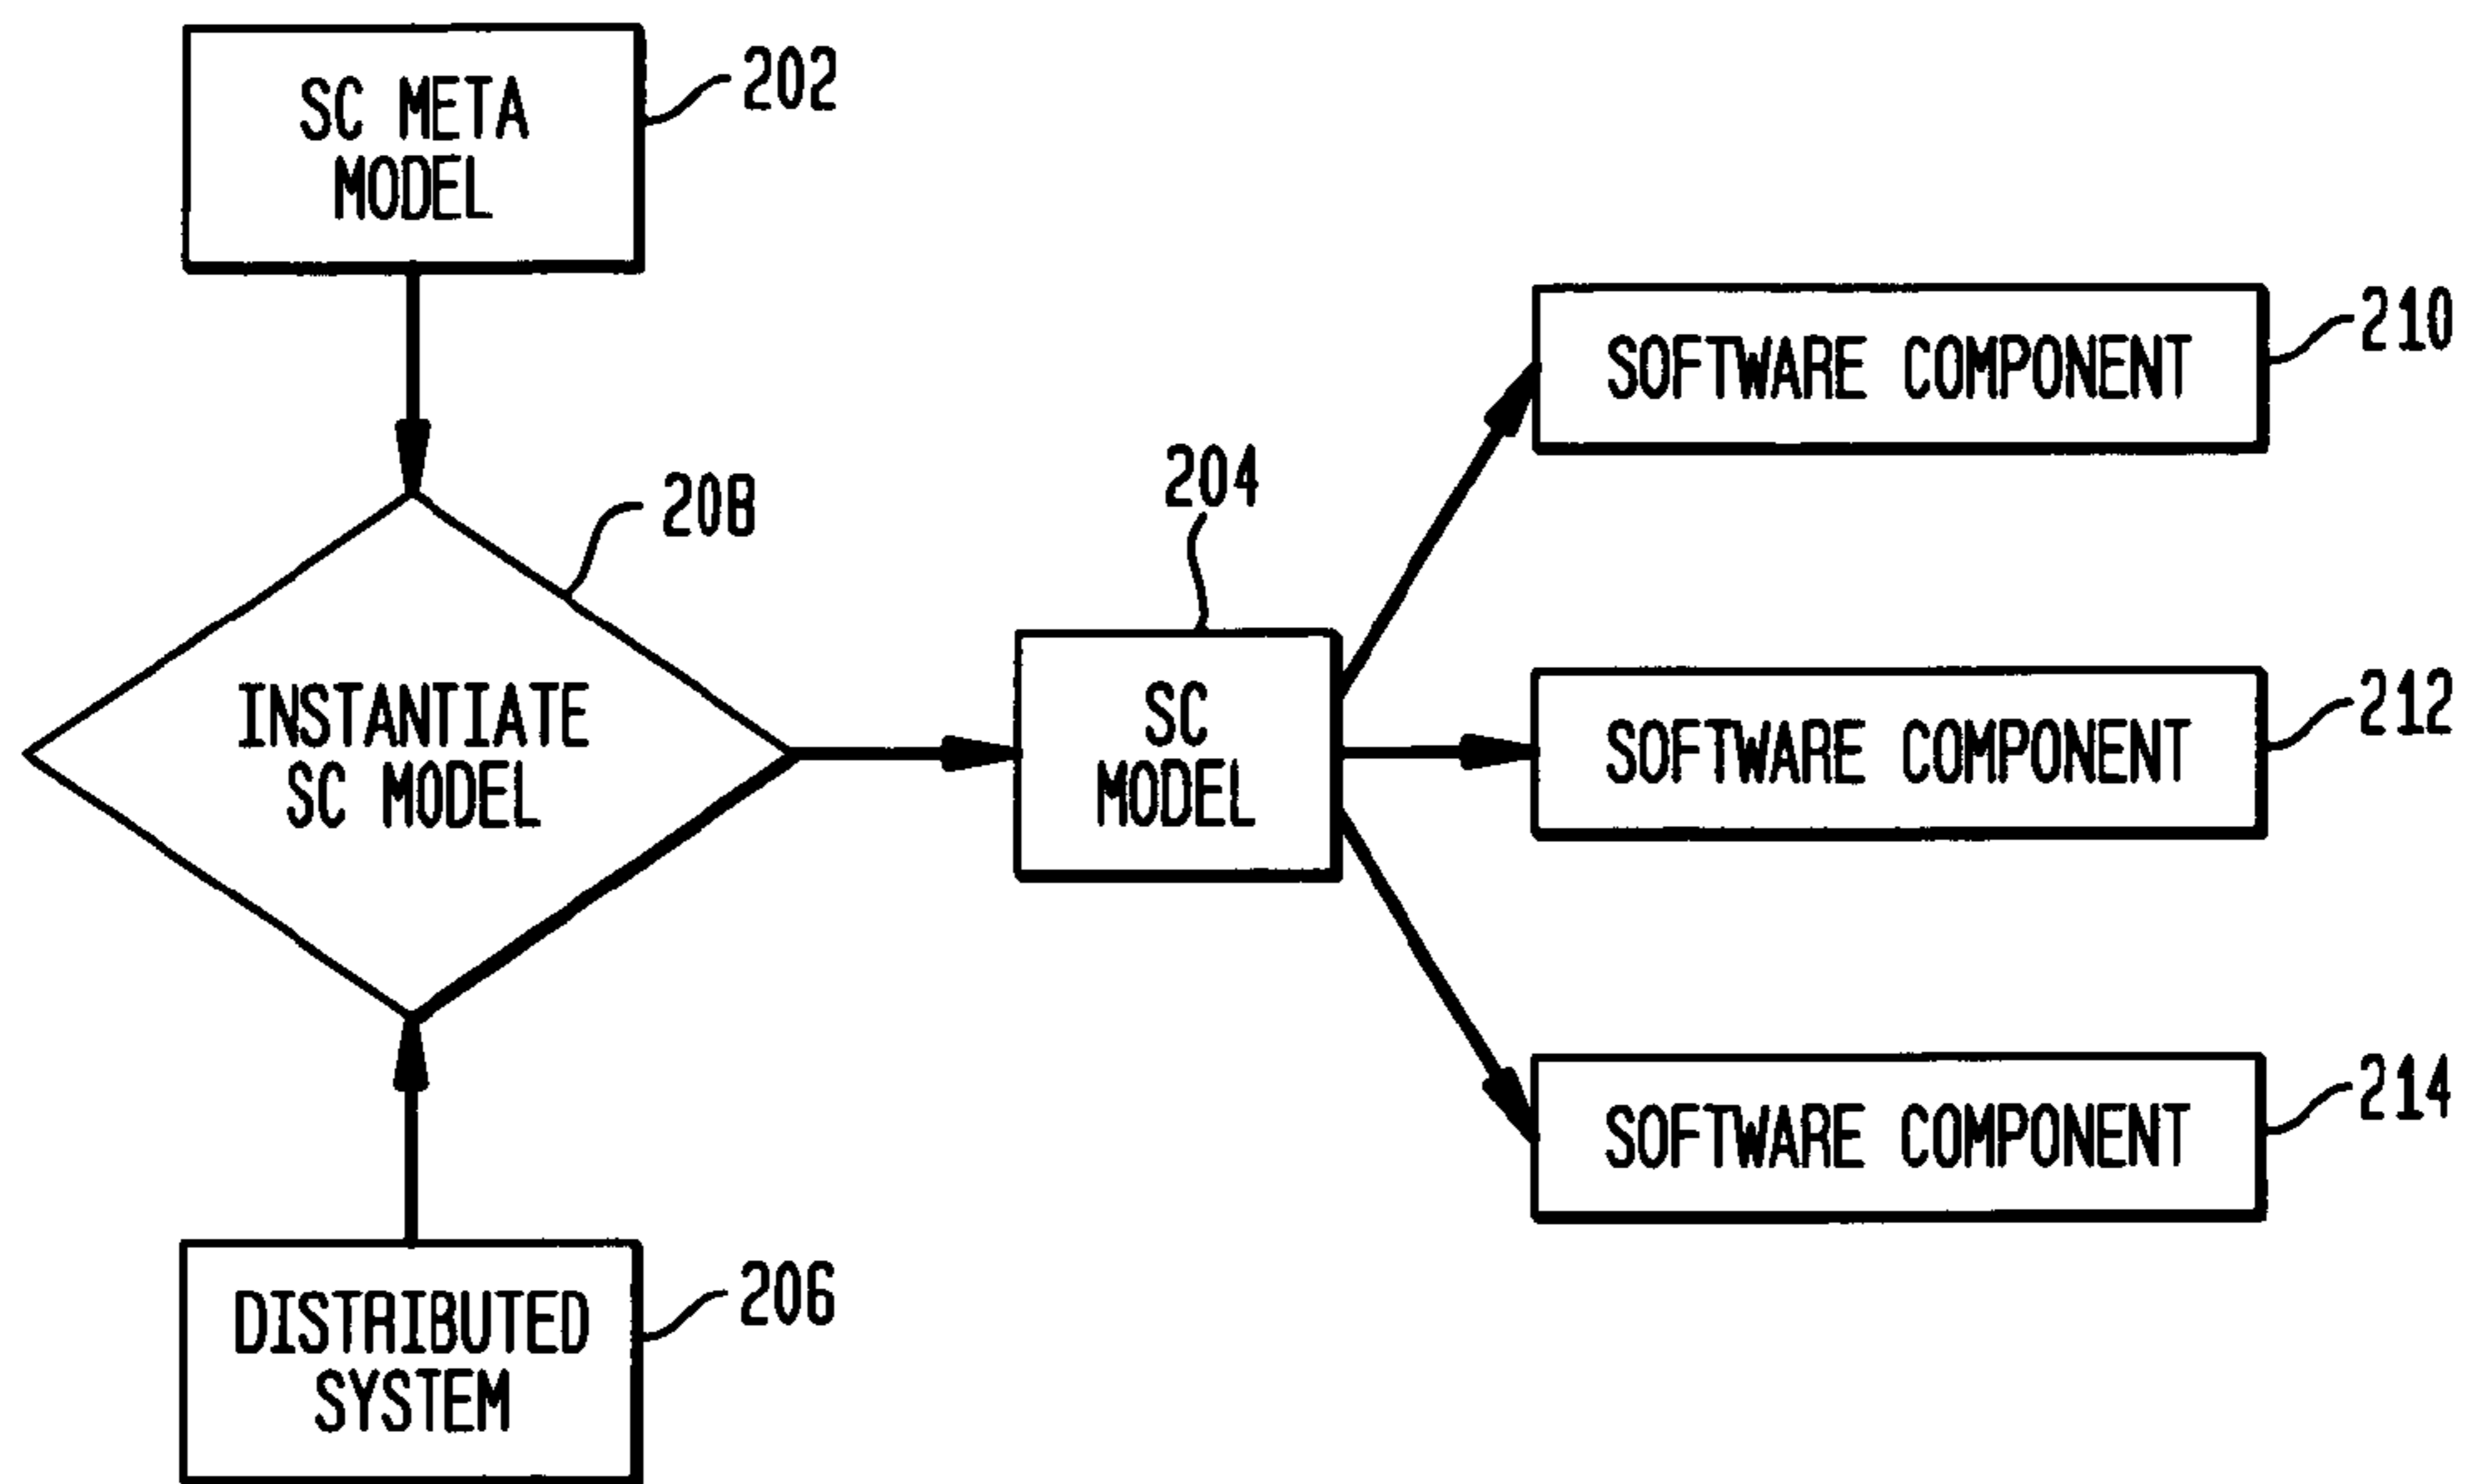 SC META
MODEL
202
208
INSTANTIATE
SC MODEL
204
SC
MODEL
SOFTWARE COMPONENT
210
SOFTWARE COMPONENT
212
SOFTWARE COMPONENT
214
DISTRIBUTED
SYSTEM
206